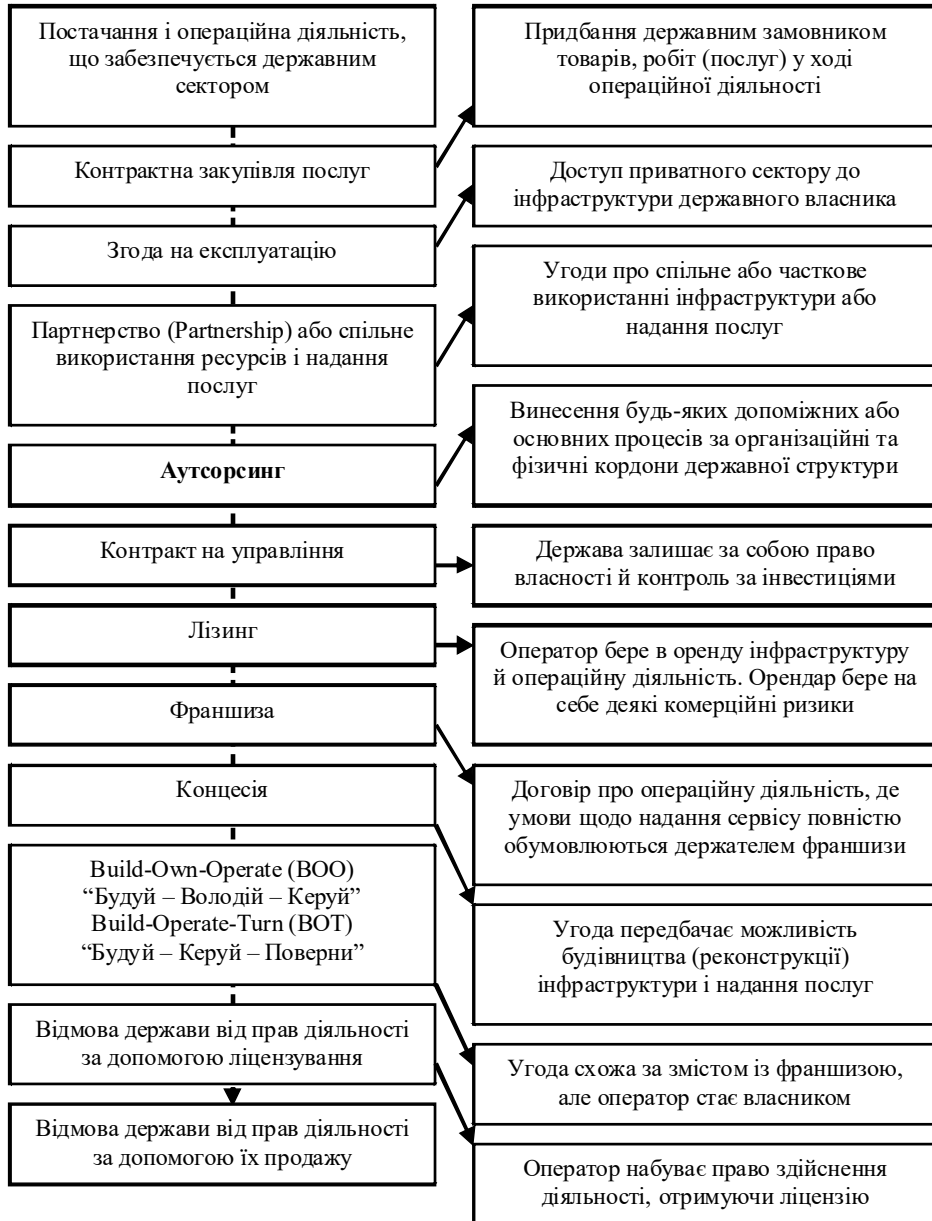 Постачання і операційна діяльність,
що забезпечується державним
сектором
Придбання державним замовником
товарів, робіт (послуг) у ході
операційної діяльності
Контрактна закупівля послуг
Доступ приватного сектору до
інфраструктури державного власника
Згода на експлуатацію
Угоди про спільне або часткове
використанні інфраструктури або
надання послуг
Партнерство (Partnership) або спільне
використання ресурсів і надання
послуг
Винесення будь-яких допоміжних або
основних процесів за організаційні та
фізичні кордони державної структури
Аутсорсинг
Контракт на управління
Держава залишає за собою право
власності й контроль за інвестиціями
Лізинг
Оператор бере в оренду інфраструктуру
й операційну діяльність. Орендар бере на
себе деякі комерційні ризики
Франшиза
Договір про операційну діяльність, де
умови щодо надання сервісу повністю
обумовлюються держателем франшизи
Концесія
Угода передбачає можливість
будівництва (реконструкції)
інфраструктури і надання послуг
Build-Own-Operate (BOO)
“Будуй – Володій – Керуй”
Build-Operate-Turn (BOT)
“Будуй – Керуй – Поверни”
Угода схожа за змістом із франшизою,
але оператор стає власником
Відмова держави від прав діяльності
за допомогою ліцензування
Оператор набуває право здійснення
діяльності, отримуючи ліцензію
Відмова держави від прав діяльності
за допомогою їх продажу